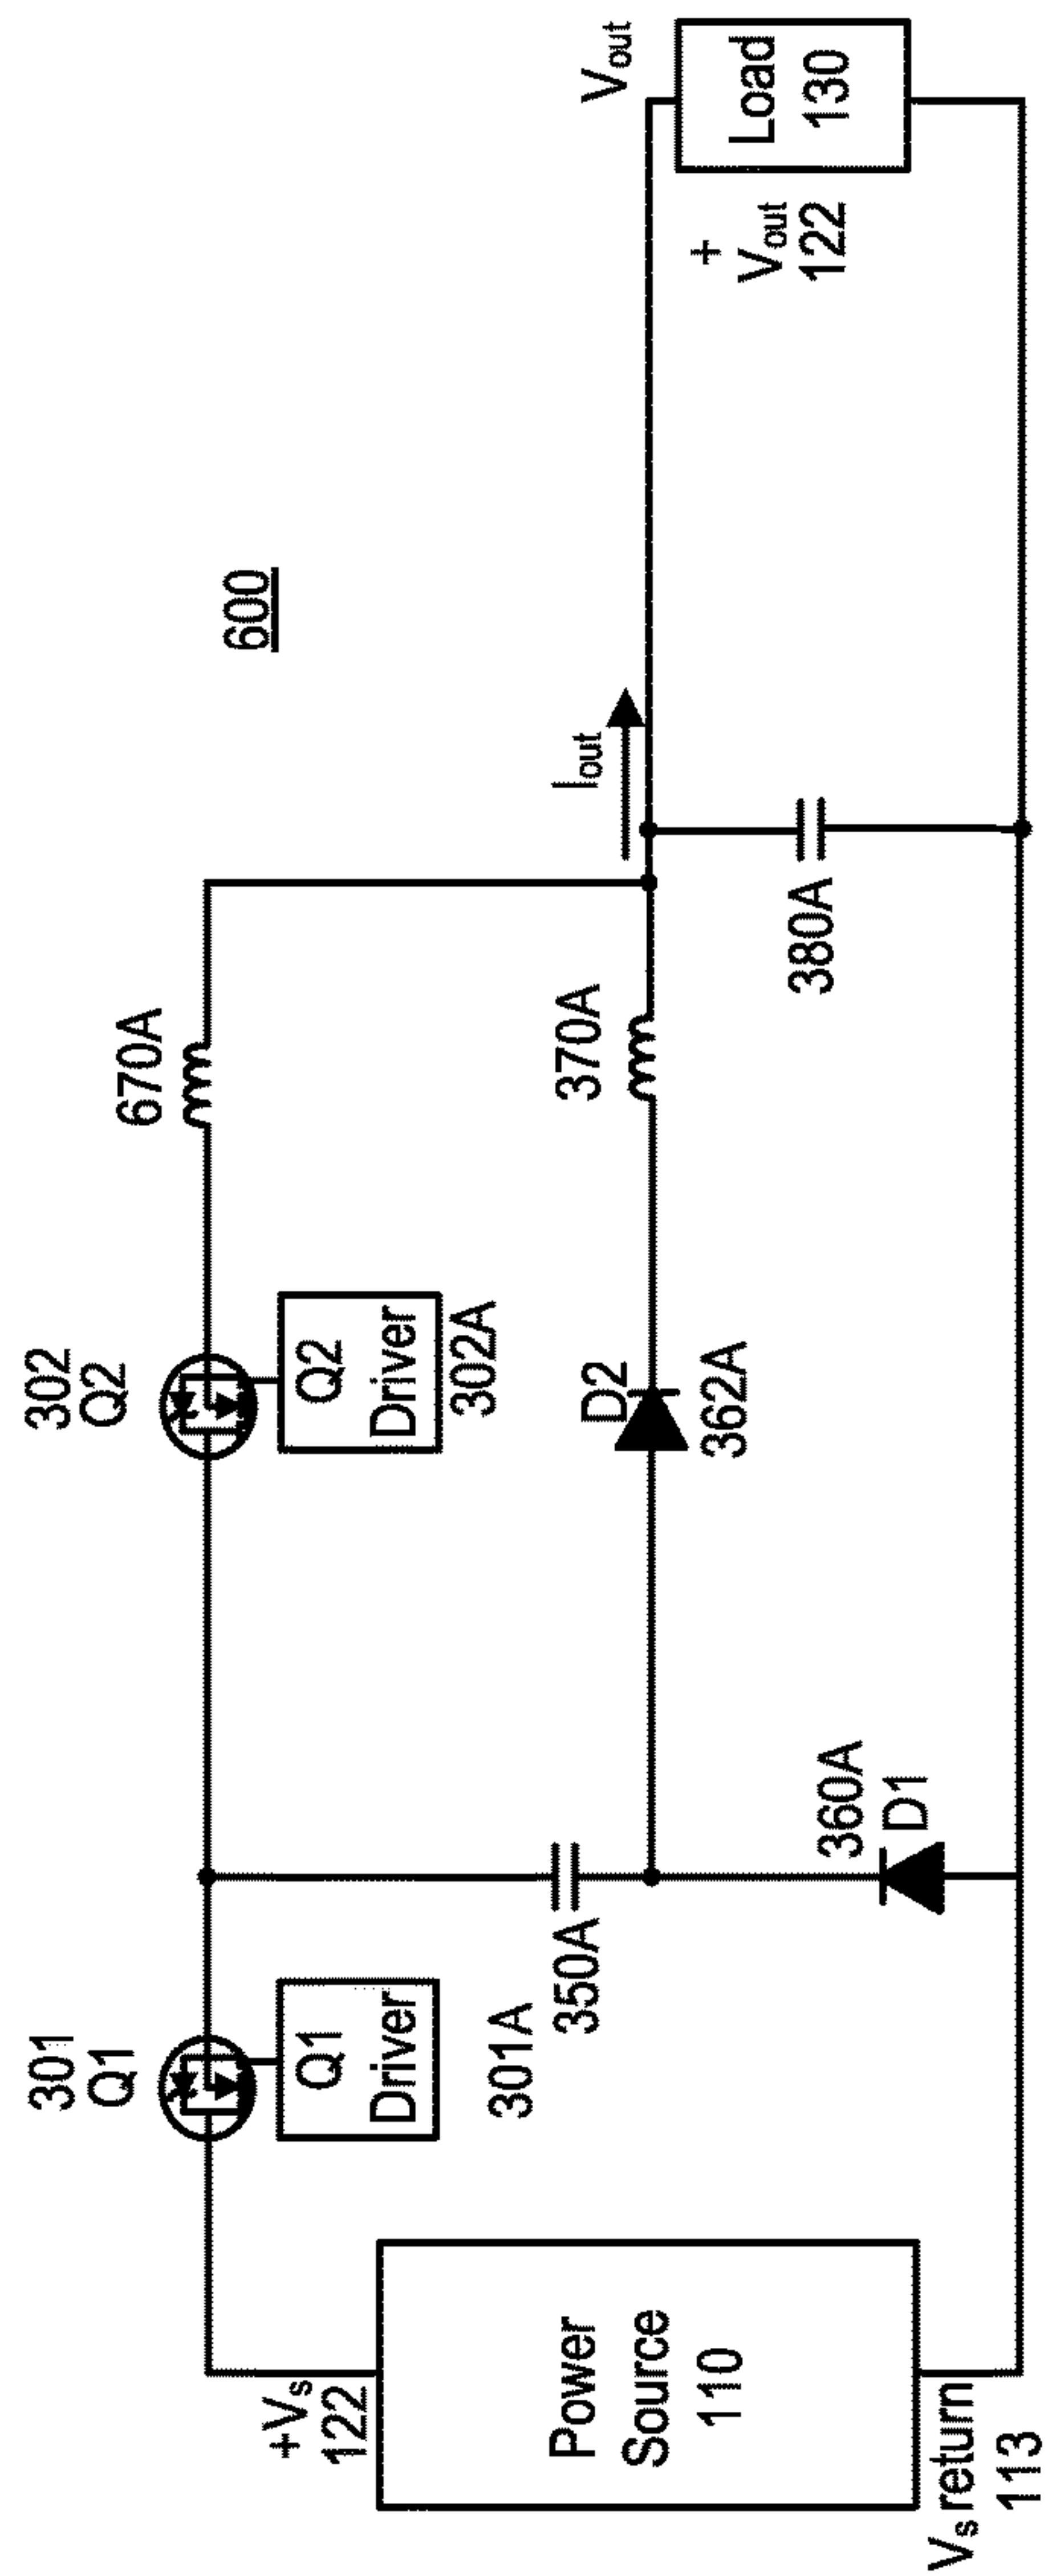 600
301
Q1
302
Q2
670A
Q1
Driver
301A
Q2
Driver
302A
+Vs
122
Power
Source
110
Vs return
113
350A
360A
D1
D2
362A
370A
Iout
380A
Vout
+
Vout
122
Load
130